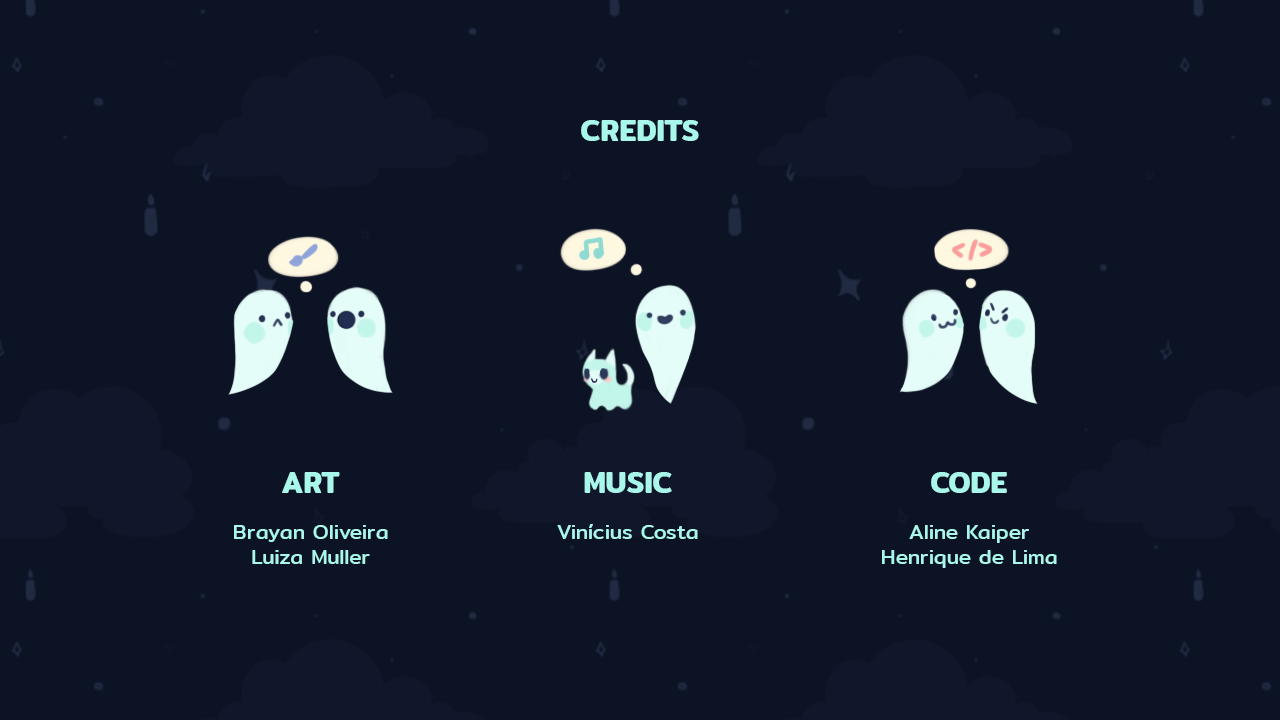 CREDITS
ART
Brayan Oliveira
Luiza Muller
MUSIC
Vinícius Costa
CODE
Aline Kaiper
Henrique de Lima